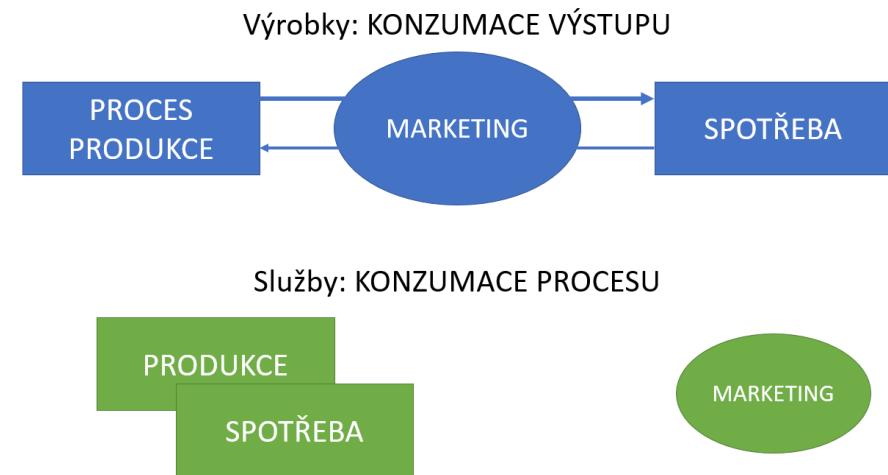 Výrobky: KONZUMACE VÝSTUPU
PROCES
PRODUKCE
MARKETING
SPOTŘEBA
Služby: KONZUMACE PROCESU
PRODUKCE
SPOTŘEBA
MARKETING